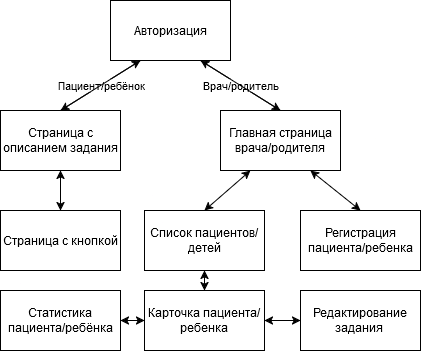 Авторизация
Пациент/ребёнок
Врач/родитель
Страница с
описанием задания
Главная страница
врача/родителя
Страница с кнопкой
Список пациентов/
детей
Регистрация
пациента/ребенка
Статистика
пациента/ребёнка
Карточка пациента/
ребенка
Редактирование
задания